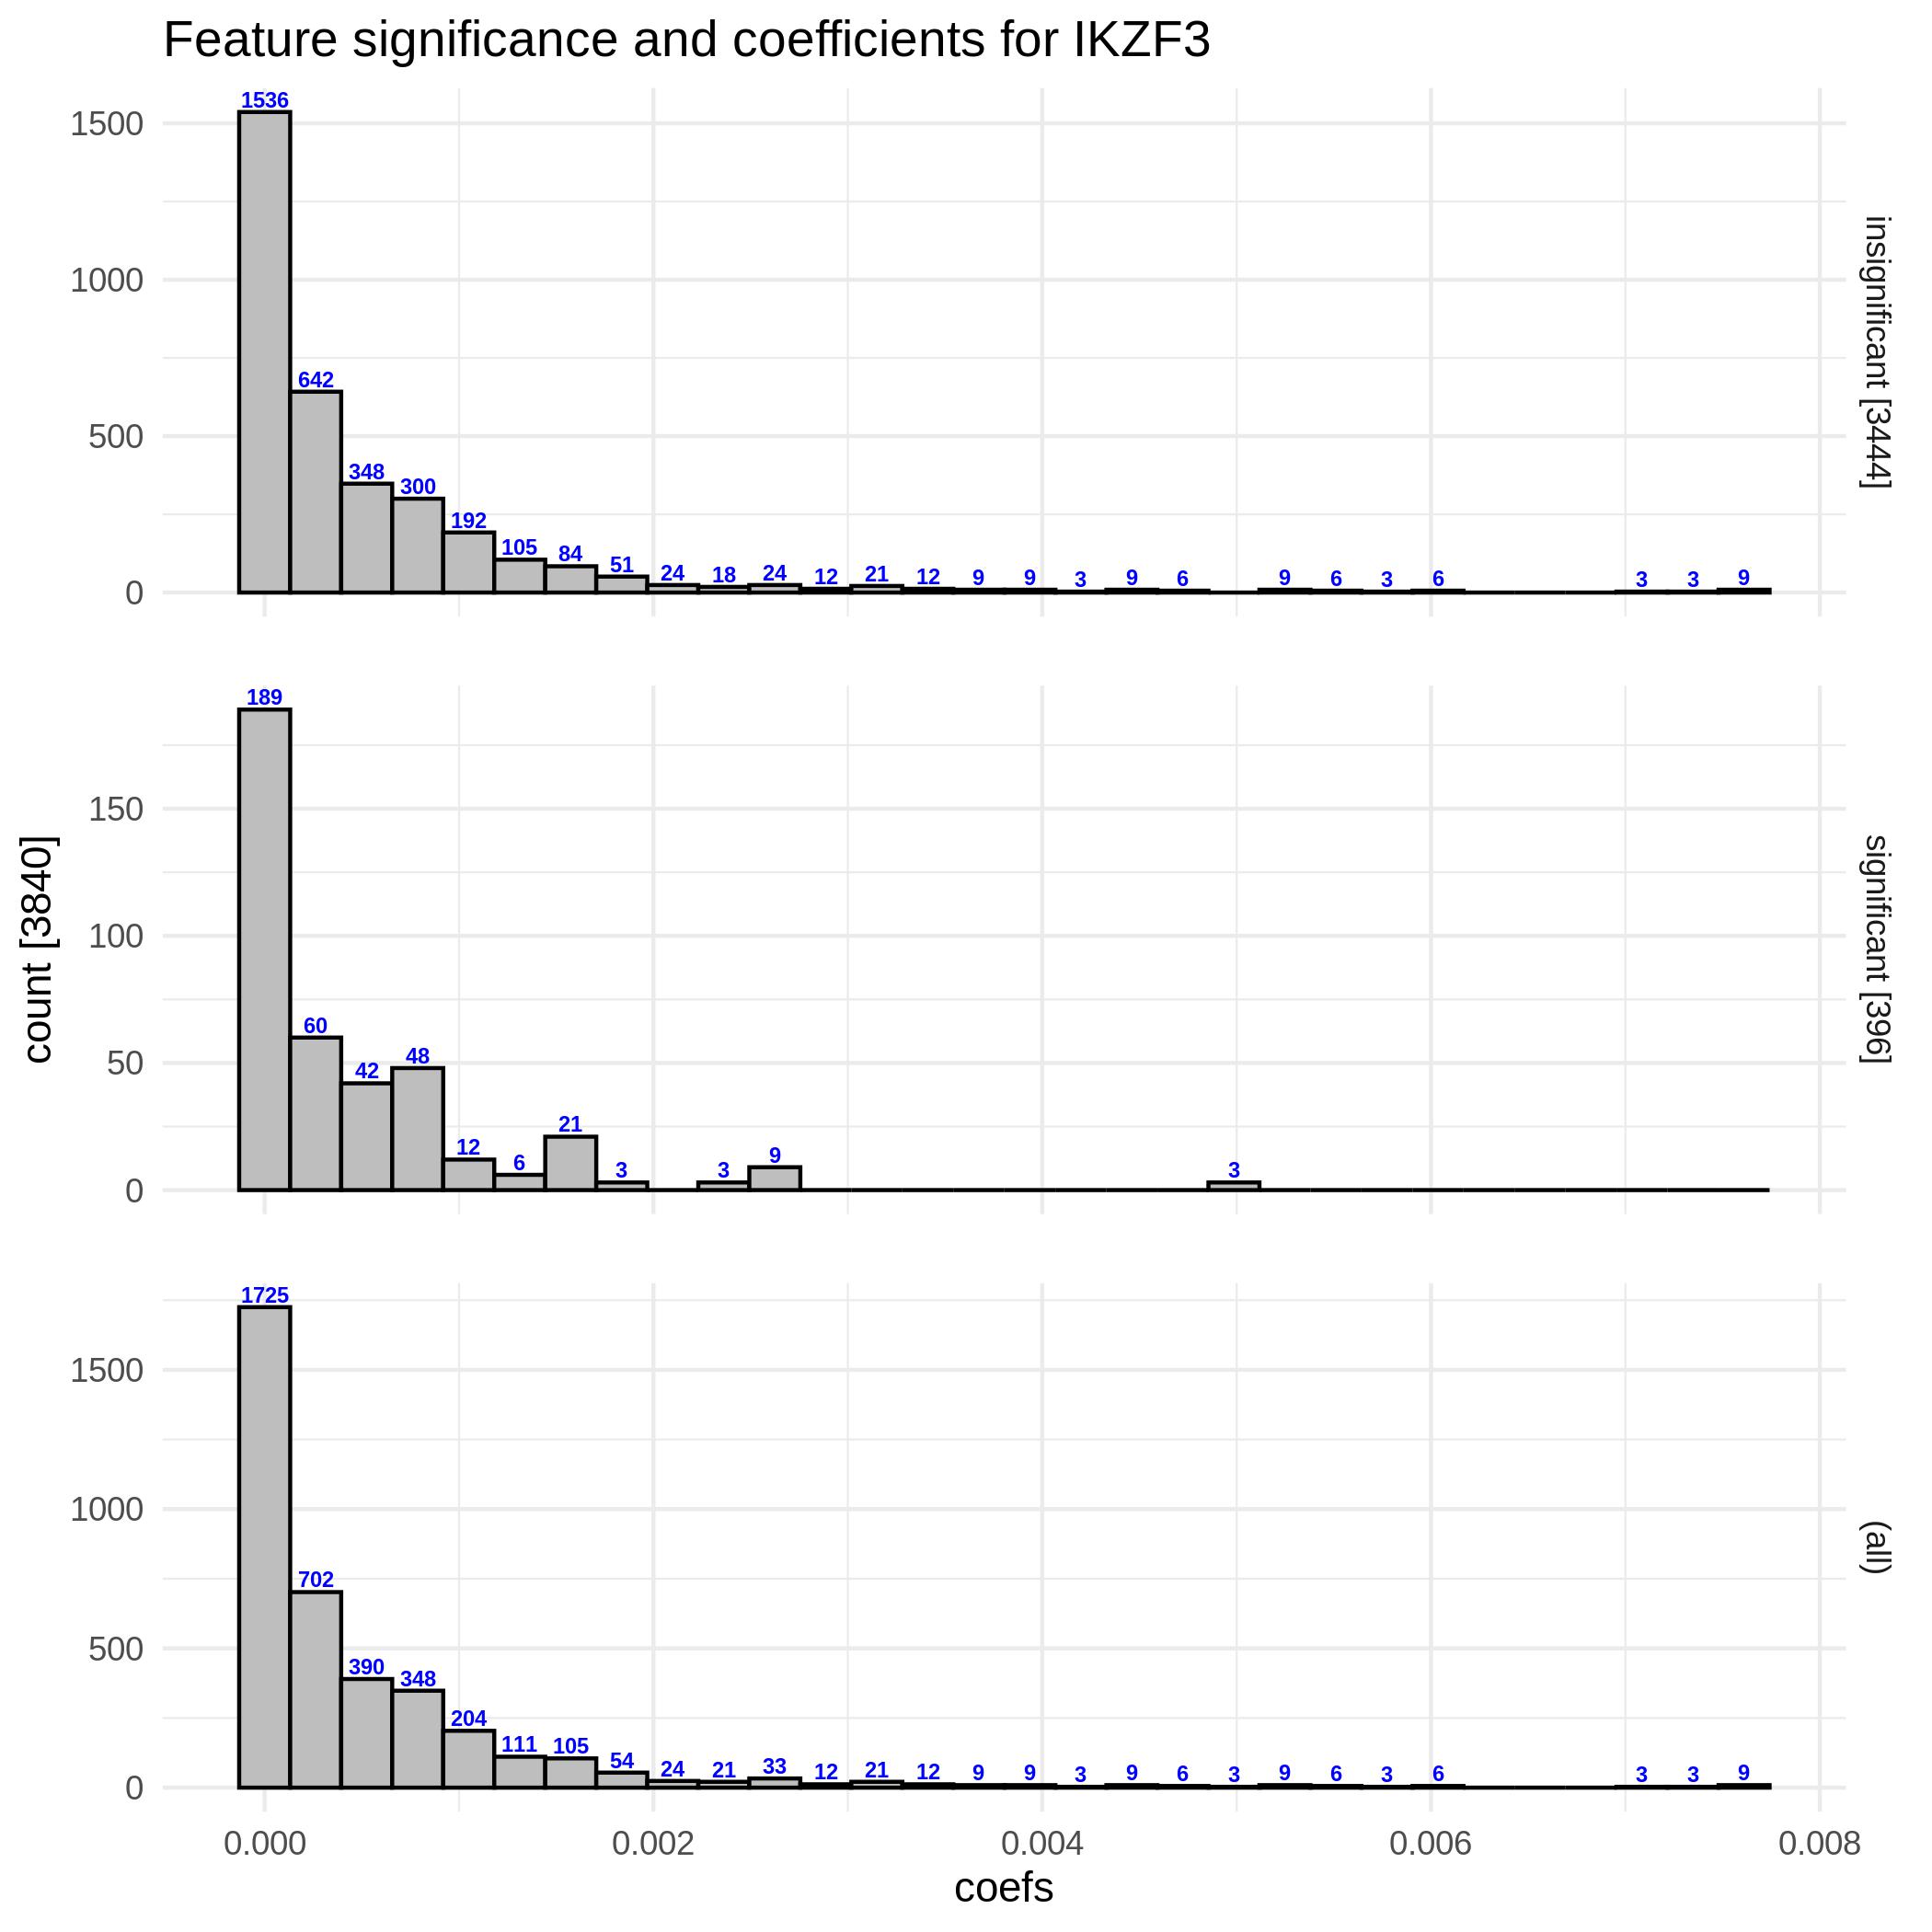 Feature significance and coefficients for IKZF3
1536
1500
1000
642
500
348 300
192
105 84 51 24 18 24 12 21 12 9 9 3 9 6 9 6 3 6 3 3 9
0
insignificant [3444]
189
150
100
60
50
42 48
12 6 21 3 3 9 3
0
significant [396]
count [3840]
1725
1500
1000
702
500
390 348
204
111 105 54 24 21 33 12 21 12 9 9 3 9 6 3 9 6 3 6 3 3 9
0
(all)
0.000 0.002 0.004 0.006 0.008
coefs